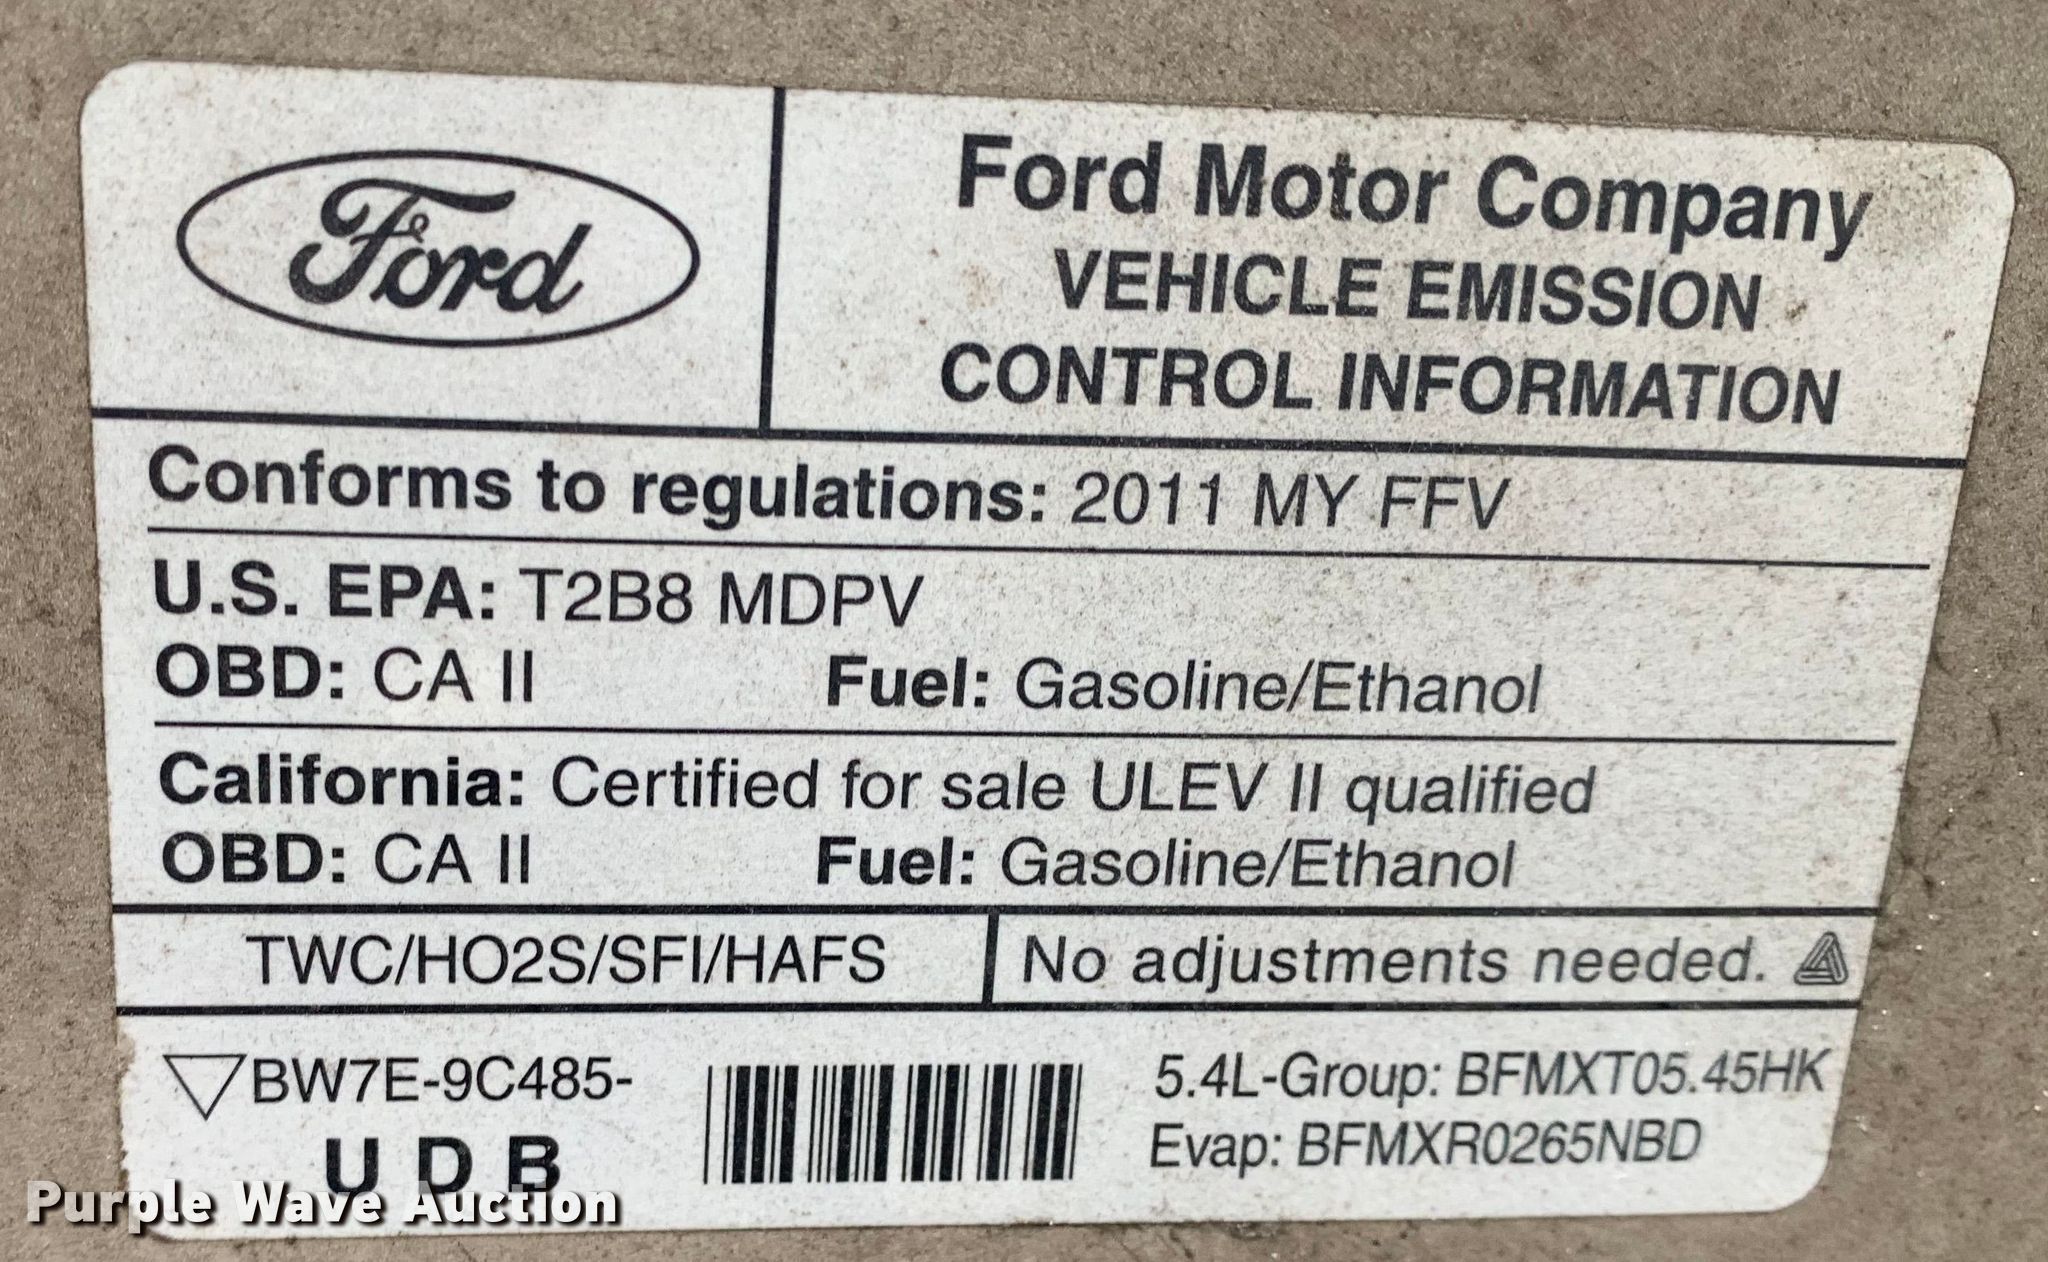 Ford
Ford Motor Company
VEHICLE EMISSION
CONTROL INFORMATION
Conforms to regulations: 2011 MY FFV
U.S. EPA: T2B8 MDPV
OBD: CA II Fuel: Gasoline/Ethanol
California: Certified for sale ULEV II qualified
OBD: CA II Fuel: Gasoline/Ethanol
TWC/HO2S/SFI/HAFS
No adjustments needed.
BW7E-9C485-
U D B
5.4L-Group: BFMXT05.45HK
Evap: BFMXR0265NBD
Purple Wave Auction